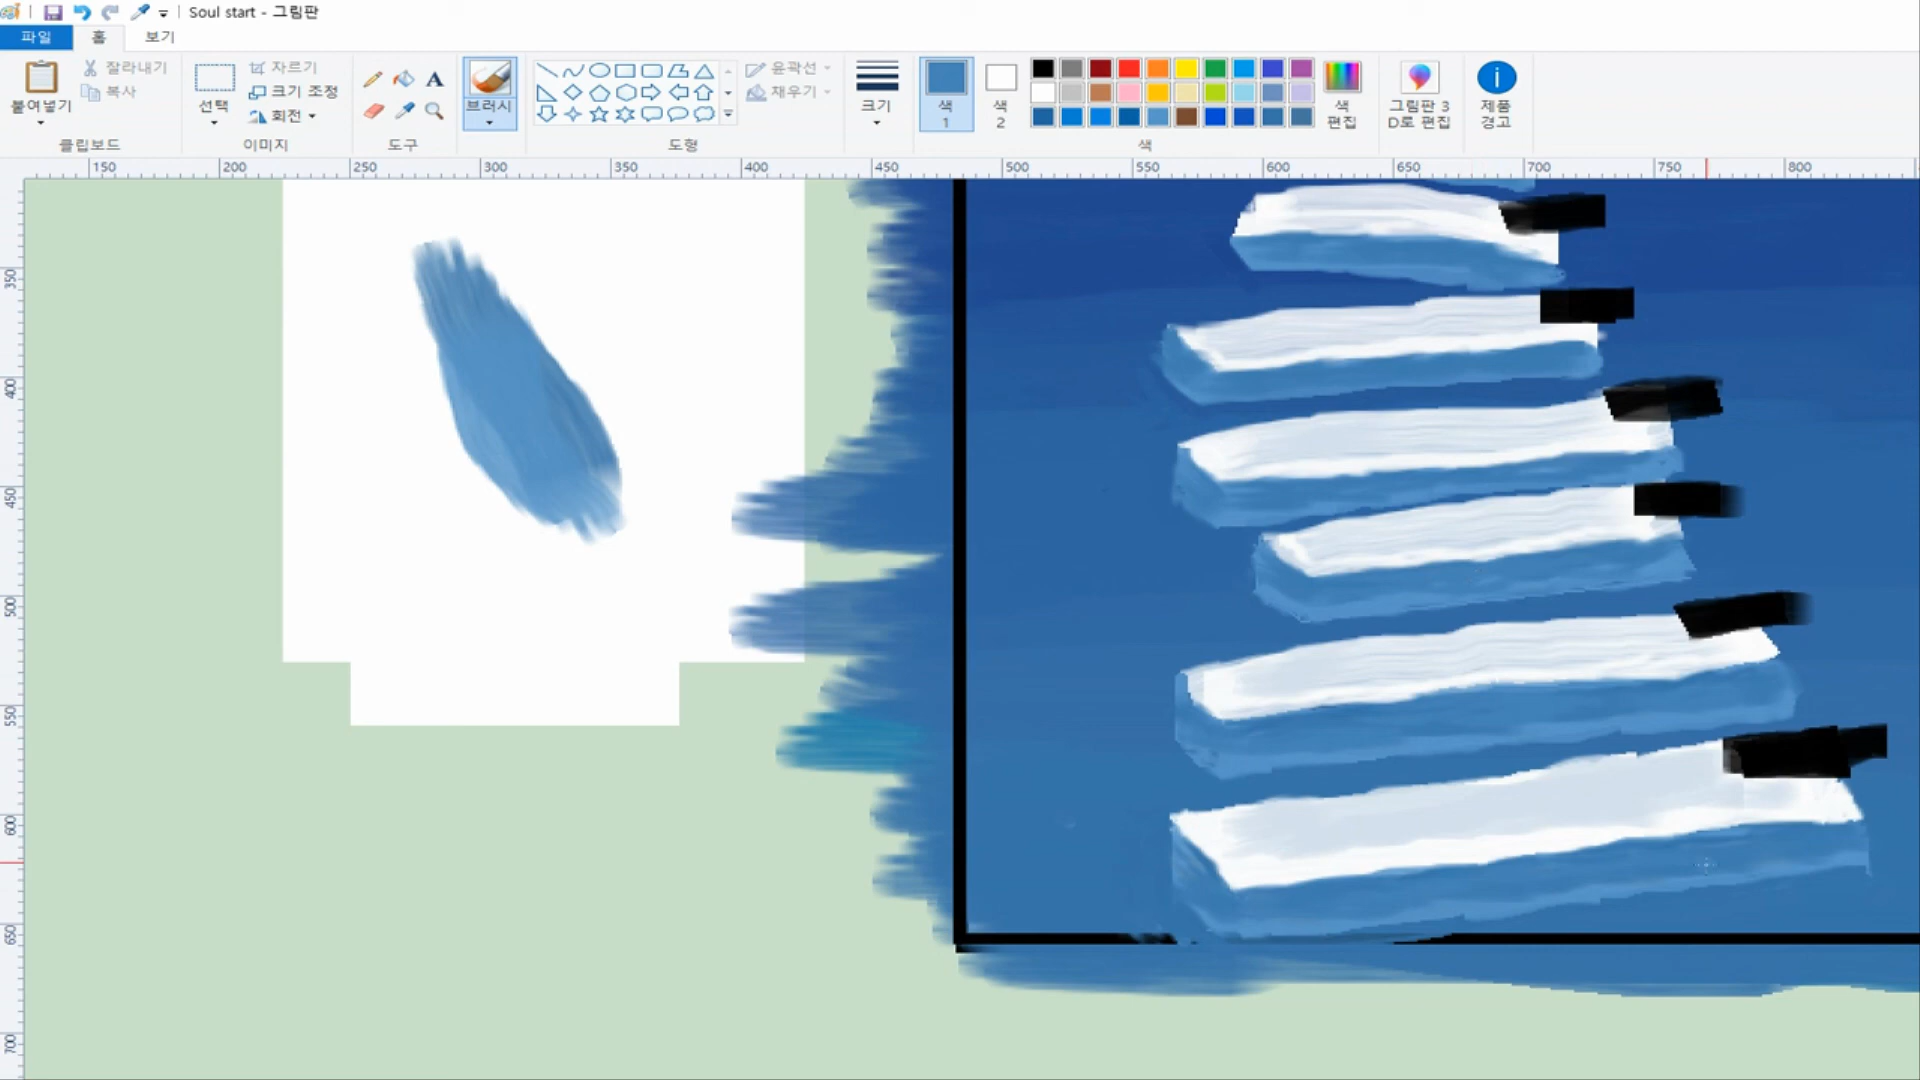 Soul start - 그림판
파일 홈 보기
붙여넣기
잘라내기
복사
클립보드
선택
자르기
크기 조정
회전
이미지
A
도구
브러시
윤곽선
채우기
도형
크기
색 1
색 2
색 편집
색
그림판 3D로 편집
제품 경고
150 200 250 300 350 400 450 500 550 600 650 700 750 800
350
400
450
500
550
600
650
700